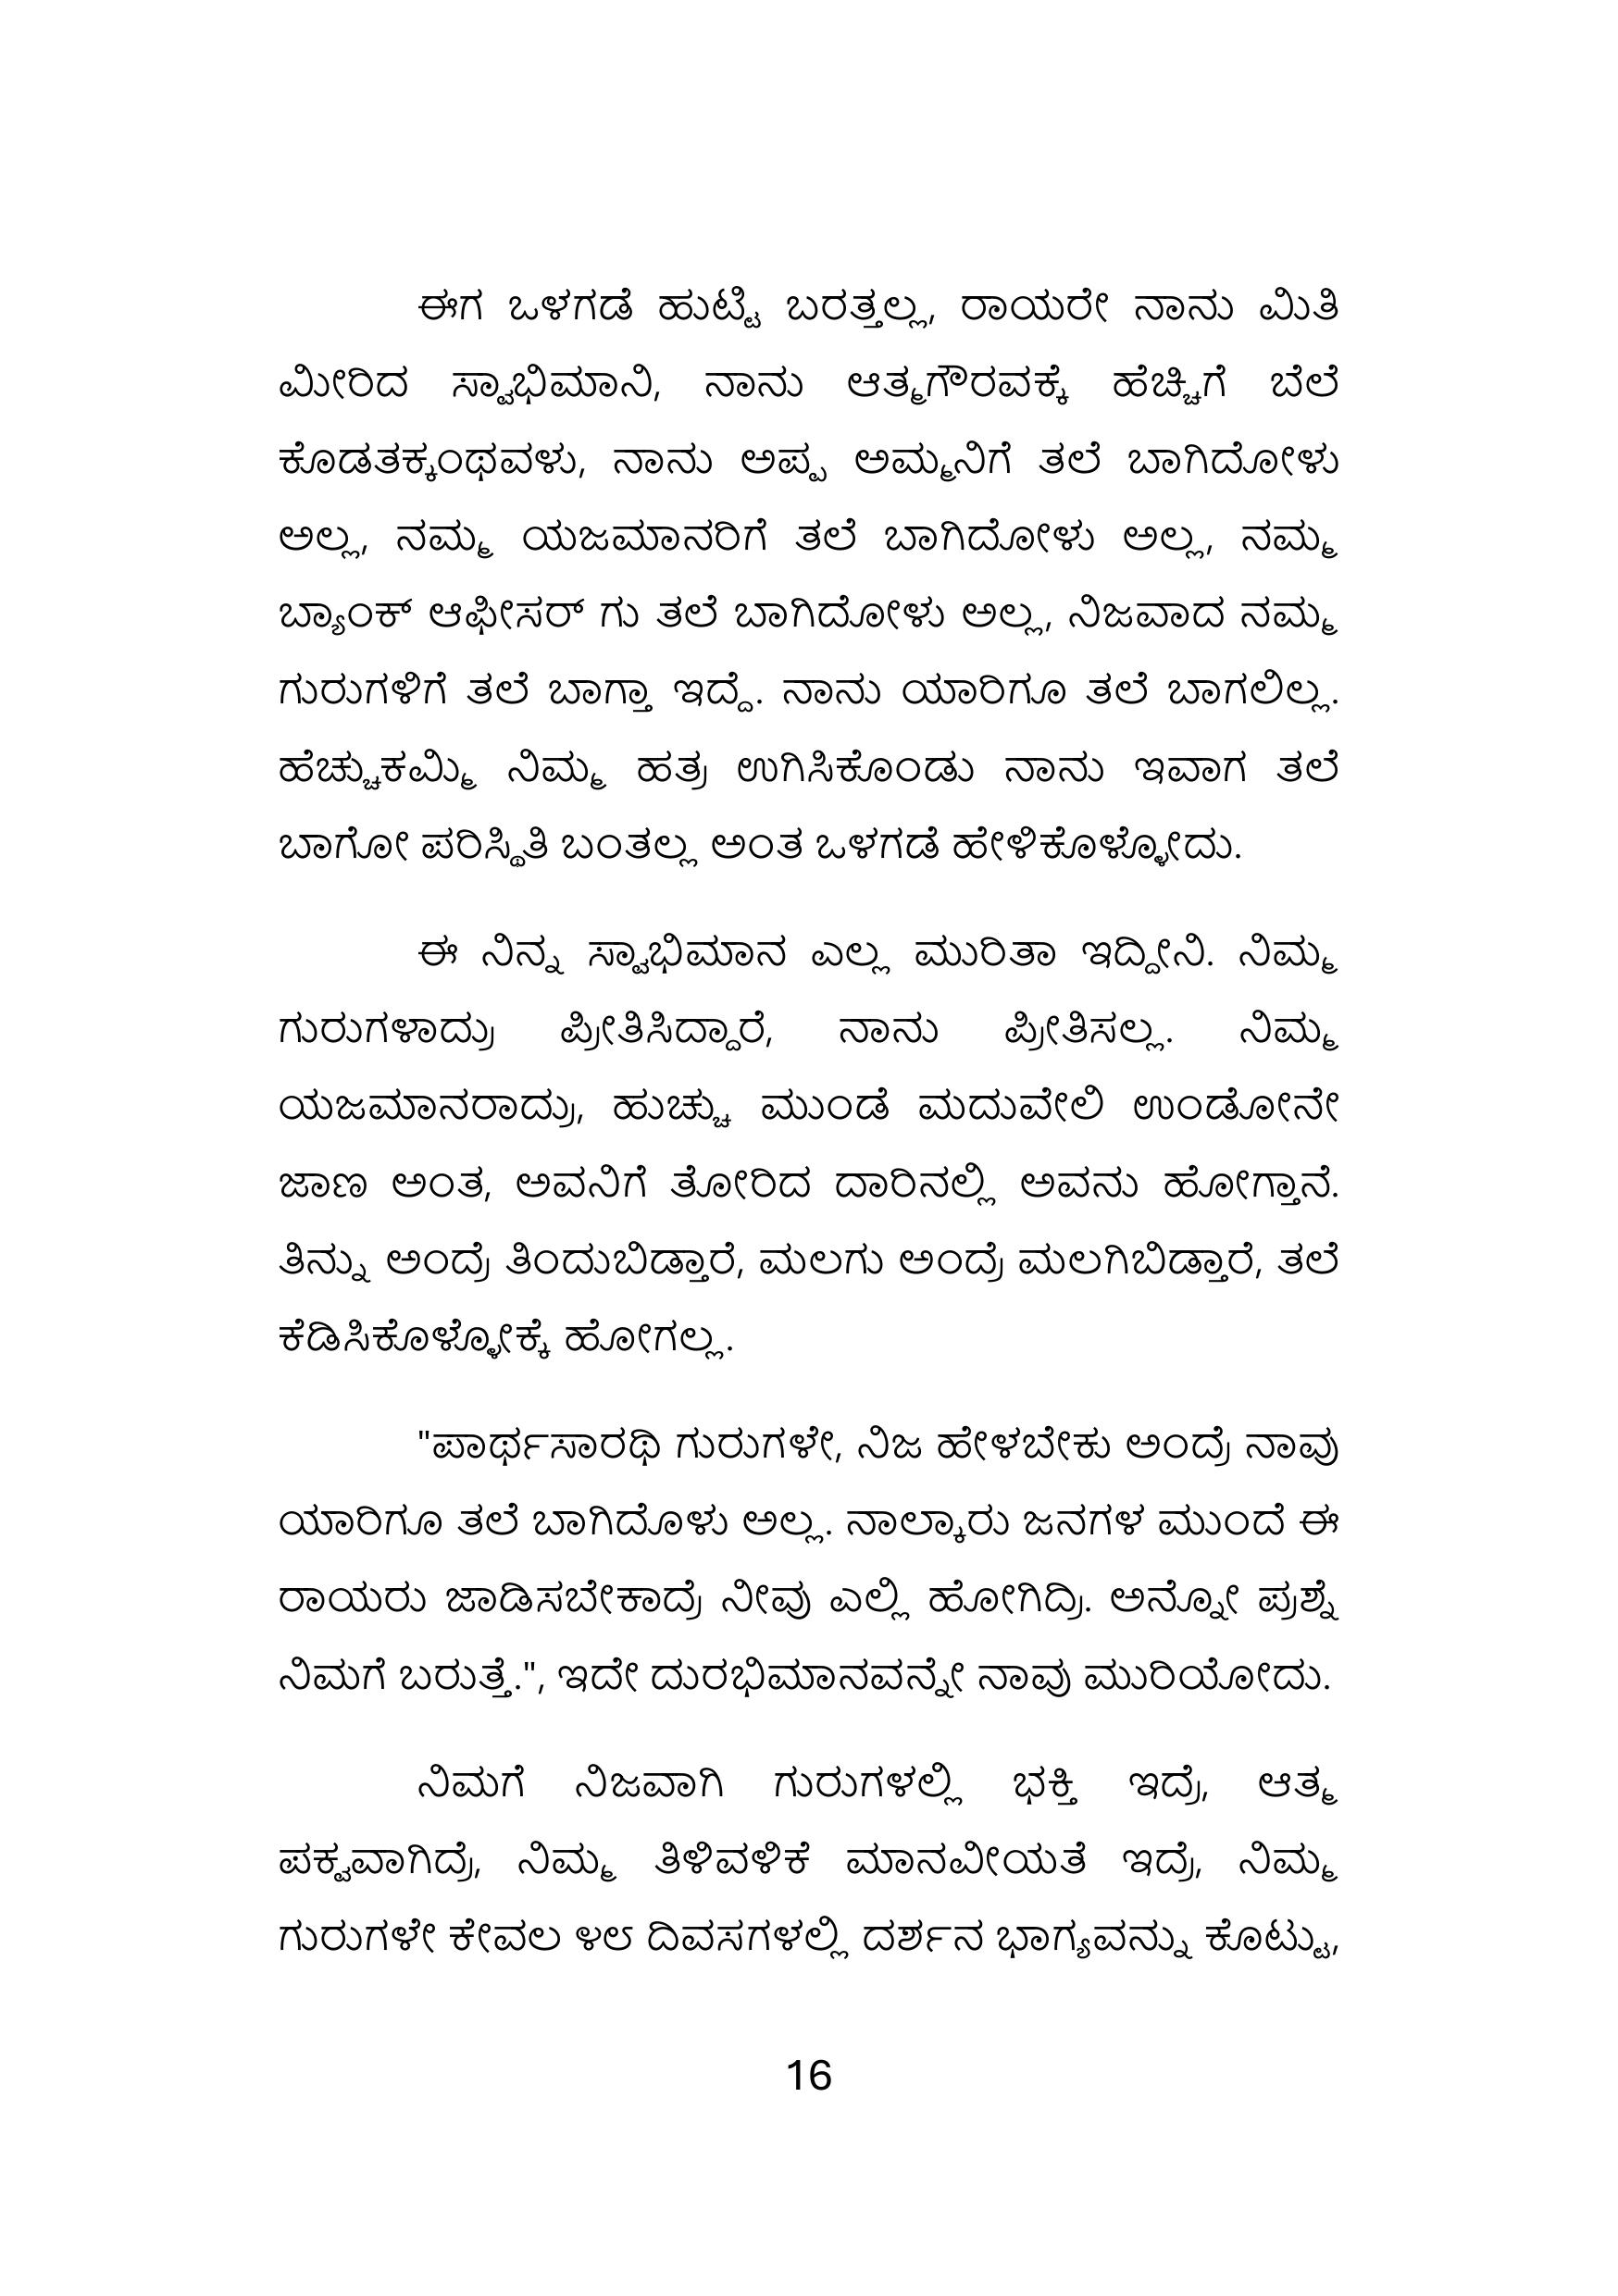 ಈಗ ಒಳಗಡೆ ಹುಟ್ಟಿ ಬರತ್ತಲ್ಲ, ರಾಯರೇ ನಾನು ಮಿತಿ
ಮೀರಿದ ಸ್ವಾಭಿಮಾನಿ, ನಾನು ಆತ್ಮಗೌರವಕ್ಕೆ ಹೆಚ್ಚಿಗೆ ಬೆಲೆ
ಕೊಡತಕ್ಕಂಥವಳು, ನಾನು ಅಪ್ಪ ಅಮ್ಮನಿಗೆ ತಲೆ ಬಾಗಿದೋಳು
ಅಲ್ಲ, ನಮ್ಮ ಯಜಮಾನರಿಗೆ ತಲೆ ಬಾಗಿದೋಳು ಅಲ್ಲ, ನಮ್ಮ
ಬ್ಯಾಂಕ್ ಆಫೀಸರ್ ಗು ತಲೆ ಬಾಗಿದೋಳು ಅಲ್ಲ, ನಿಜವಾದ ನಮ್ಮ
ಗುರುಗಳಿಗೆ ತಲೆ ಬಾಗ್ತಾ ಇದ್ದೆ. ನಾನು ಯಾರಿಗೂ ತಲೆ ಬಾಗಲಿಲ್ಲ.
ಹೆಚ್ಚುಕಮ್ಮಿ ನಿಮ್ಮ ಹತ್ರ ಉಗಿಸಿಕೊಂಡು ನಾನು ಇವಾಗ ತಲೆ
ಬಾಗೋ ಪರಿಸ್ಥಿತಿ ಬಂತಲ್ಲ ಅಂತ ಒಳಗಡೆ ಹೇಳಿಕೊಳ್ಳೋದು.
ಈ ನಿನ್ನ ಸ್ವಾಭಿಮಾನ ಎಲ್ಲ ಮುರಿತಾ ಇದ್ದೀನಿ. ನಿಮ್ಮ
ಗುರುಗಳಾದ್ರು ಪ್ರೀತಿಸಿದ್ದಾರೆ, ನಾನು ಪ್ರೀತಿಸಲ್ಲ. ನಿಮ್ಮ
ಯಜಮಾನರಾದ್ರು, ಹುಚ್ಚು ಮುಂಡೆ ಮದುವೇಲಿ ಉಂಡೋನೇ
ಜಾಣ ಅಂತ, ಅವನಿಗೆ ತೋರಿದ ದಾರಿನಲ್ಲಿ ಅವನು ಹೋಗ್ತಾನೆ.
ತಿನ್ನು ಅಂದ್ರೆ ತಿಂದುಬಿಡ್ತಾರೆ, ಮಲಗು ಅಂದ್ರೆ ಮಲಗಿಬಿಡ್ತಾರೆ, ತಲೆ
ಕೆಡಿಸಿಕೊಳ್ಳೋಕ್ಕೆ ಹೋಗಲ್ಲ.
"ಪಾರ್ಥಸಾರಥಿ ಗುರುಗಳೇ, ನಿಜ ಹೇಳಬೇಕು ಅಂದ್ರೆ ನಾವು
ಯಾರಿಗೂ ತಲೆ ಬಾಗಿದೊಳು ಅಲ್ಲ. ನಾಲ್ಕಾರು ಜನಗಳ ಮುಂದೆ ಈ
ರಾಯರು ಜಾಡಿಸಬೇಕಾದ್ರೆ ನೀವು ಎಲ್ಲಿ ಹೋಗಿದ್ರಿ. ಅನ್ನೋ ಪ್ರಶ್ನೆ
ನಿಮಗೆ ಬರುತ್ತೆ.", ಇದೇ ದುರಭಿಮಾನವನ್ನೇ ನಾವು ಮುರಿಯೋದು.
ನಿಮಗೆ ನಿಜವಾಗಿ ಗುರುಗಳಲ್ಲಿ ಭಕ್ತಿ ಇದ್ರೆ, ಆತ್ಮ
ಪಕ್ವವಾಗಿದ್ರೆ, ನಿಮ್ಮ ತಿಳಿವಳಿಕೆ ಮಾನವೀಯತೆ ಇದ್ರೆ, ನಿಮ್ಮ
ಗುರುಗಳೇ ಕೇವಲ ೪೮ ದಿವಸಗಳಲ್ಲಿ ದರ್ಶನ ಭಾಗ್ಯವನ್ನು ಕೊಟ್ಟು,
16